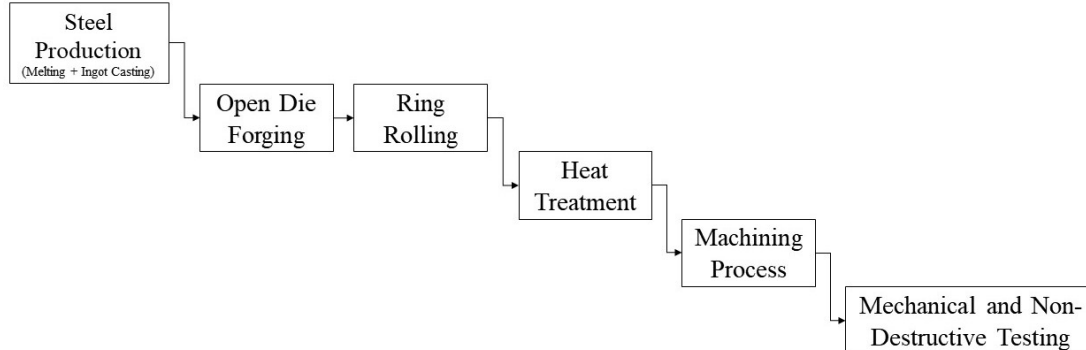 Steel
Production
(Melting + Ingot Casting)
Open Die
Forging
Ring
Rolling
Heat
Treatment
Machining
Process
Mechanical and Non-
Destructive Testing